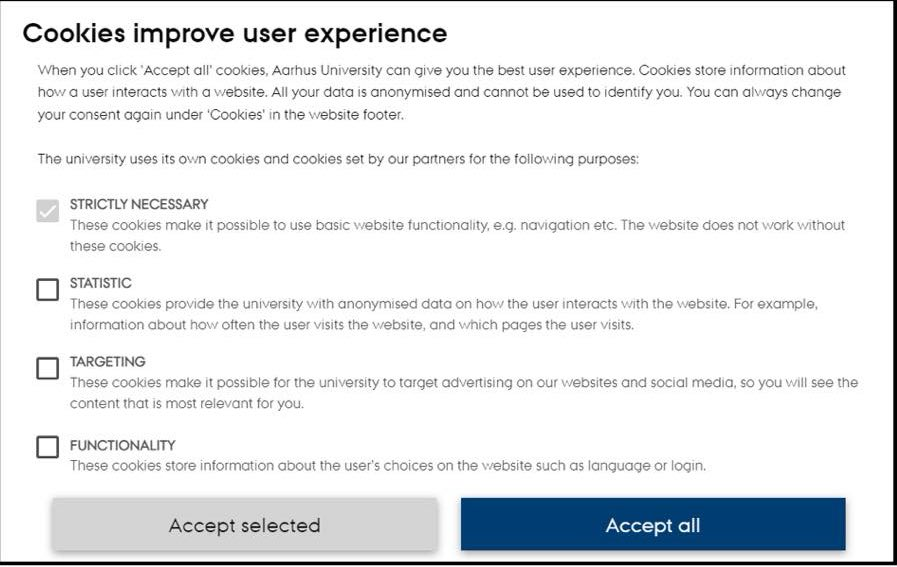 Cookies improve user experience
When you click 'Accept all' cookies, Aarhus University can give you the best user experience. Cookies store information about
how a user interacts with a website. All your data is anonymised and cannot be used to identify you. You can always change
your consent again under 'Cookies' in the website footer.
The university uses its own cookies and cookies set by our partners for the following purposes:
STRICTLY NECESSARY
These cookies make it possible to use basic website functionality, e.g. navigation etc. The website does not work without
these cookies.
STATISTIC
These cookies provide the university with anonymised data on how the user interacts with the website. For example,
information about how often the user visits the website, and which pages the user visits.
TARGETING
These cookies make it possible for the university to target advertising on our websites and social media, so you will see the
content that is most relevant for you.
FUNCTIONALITY
These cookies store information about the user's choices on the website such as language or login.
Accept selected
Accept all